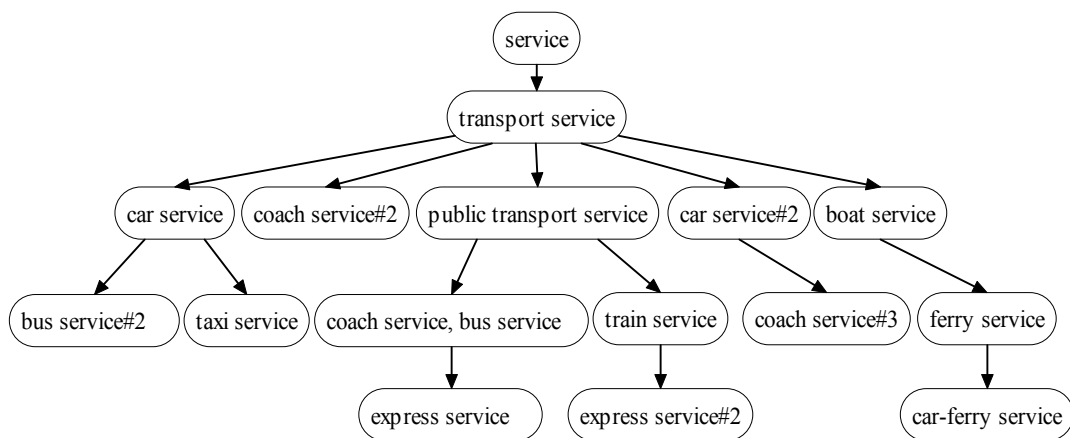 service
transport service
car service
coach service#2
public transport service
car service#2
boat service
bus service#2
taxi service
coach service, bus service
train service
coach service#3
ferry service
express service
express service#2
car-ferry service